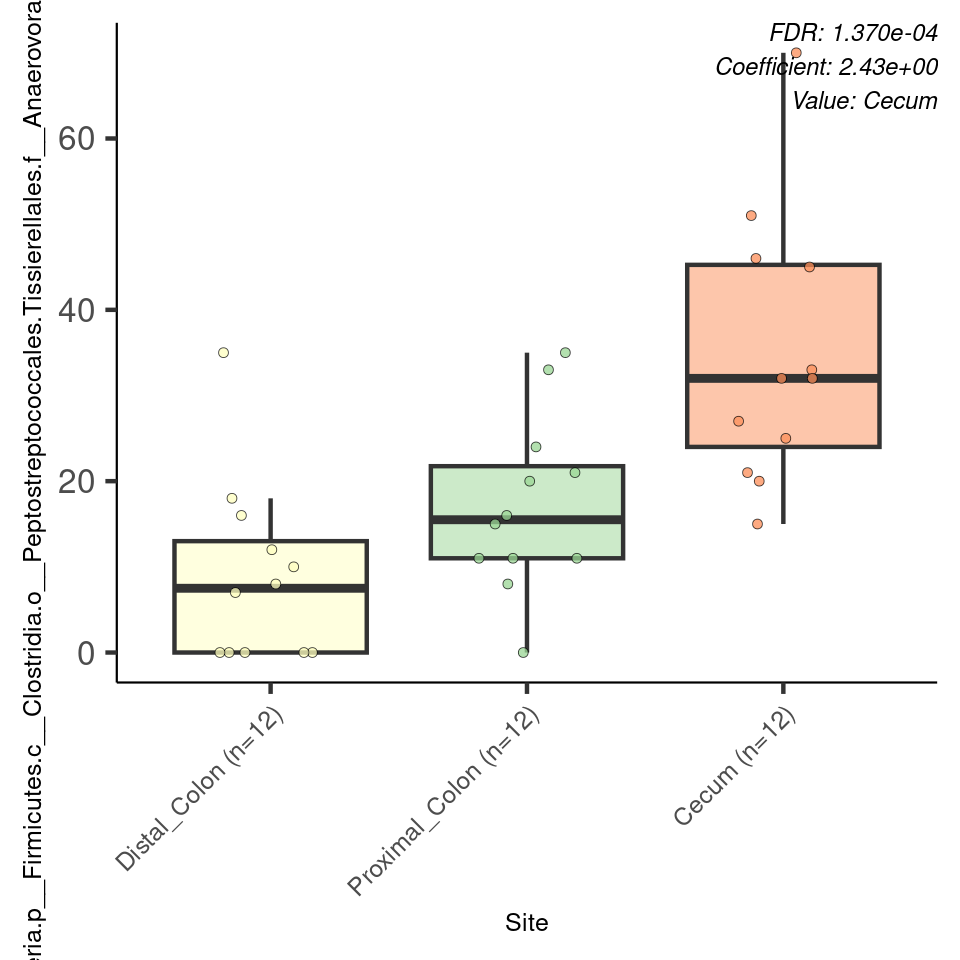 FDR: 1.370e-04
Coefficient: 2.43e+00
Value: Cecum
eria.p__Firmicutes.c__Clostridia.o__Peptostreptococcales.Tissierellales.f__Anaerovora
60
40
20
0
Distal_Colon (n=12)
Proximal_Colon (n=12)
Cecum (n=12)
Site